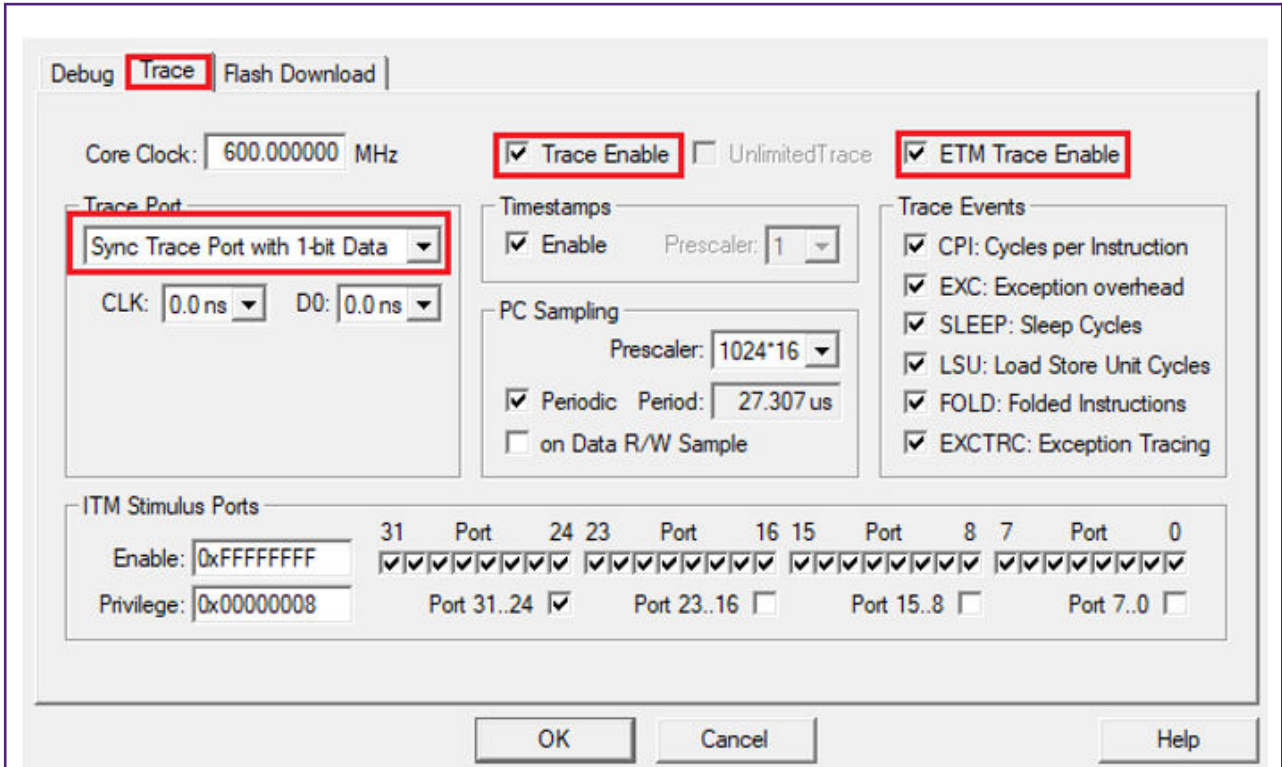 Debug Trace Flash Download
Core Clock: 600.000000 MHz Trace Enable UnlimitedTrace ETM Trace Enable
Trace Port
Sync Trace Port with 1-bit Data
CLK: 0.0 ns D0: 0.0 ns
Timestamps
Enable Prescaler: 1
PC Sampling
Prescaler: 1024*16
Periodic Period: 27.307 us
on Data R/W Sample
Trace Events
CPI: Cycles per Instruction
EXC: Exception overhead
SLEEP: Sleep Cycles
LSU: Load Store Unit Cycles
FOLD: Folded Instructions
EXCTRC: Exception Tracing
ITM Stimulus Ports
31 Port 24 23 Port 16 15 Port 8 7 Port 0
Enable: 0xFFFFFFFF
Privilege: 0x00000008 Port 31..24 Port 23..16 Port 15..8 Port 7..0
OK Cancel Help